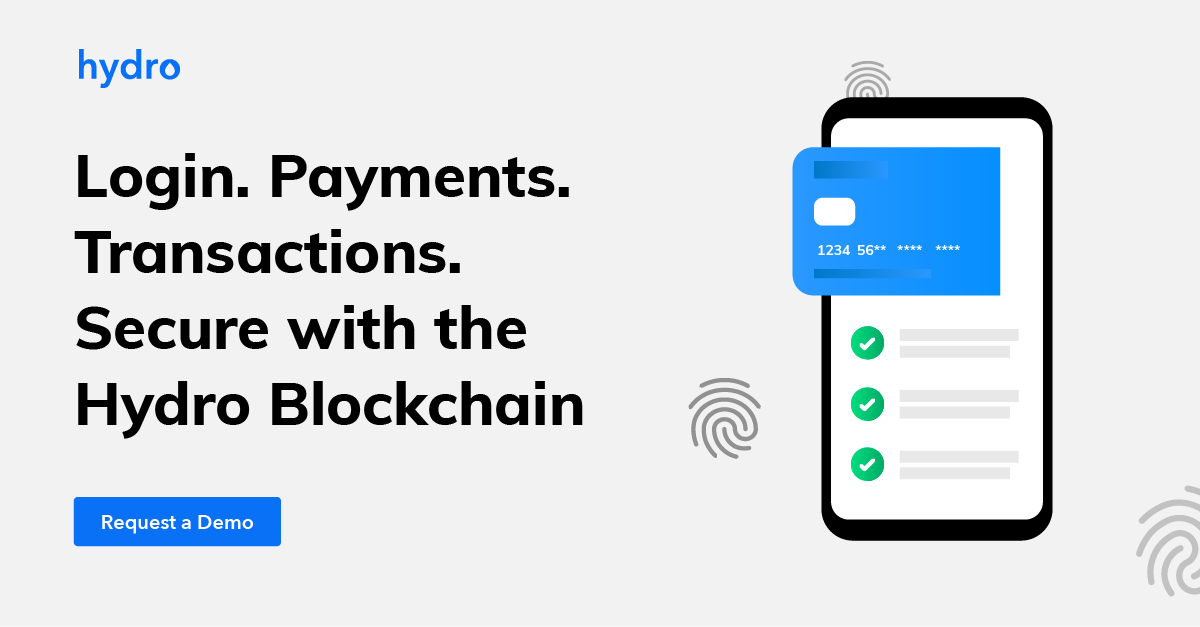 hydro
Login. Payments.
Transactions.
Secure with the
Hydro Blockchain
Request a Demo
1234 56** **** ****